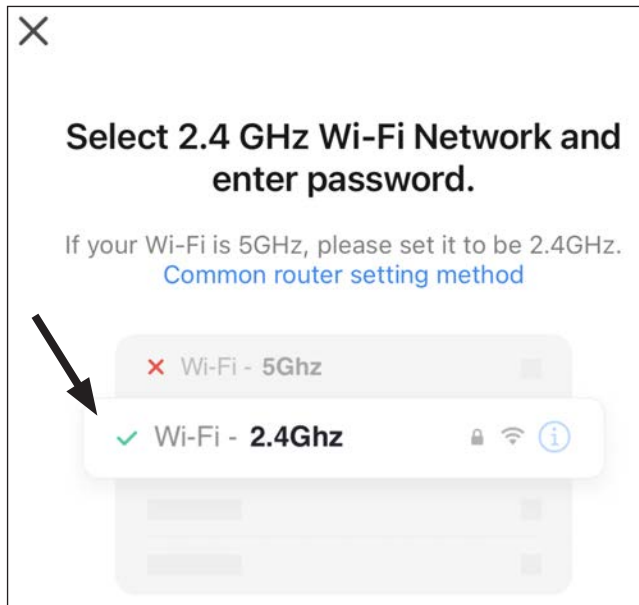 Select 2.4 GHz Wi-Fi Network and
enter password.
If your Wi-Fi is 5GHz, please set it to be 2.4GHz.
Common router setting method
Wi-Fi - 5Ghz
Wi-Fi - 2.4Ghz